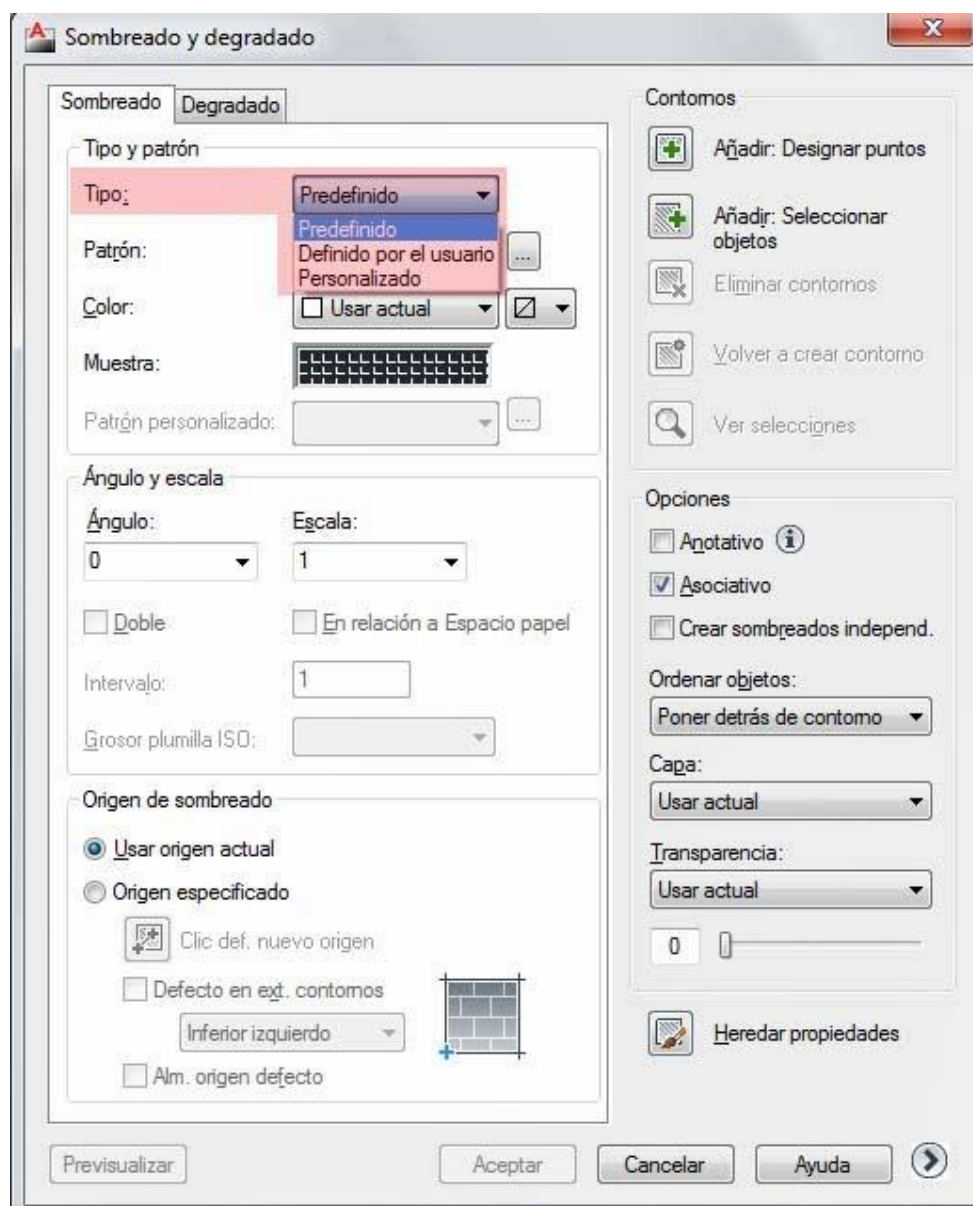 Sombreado y degradado
Sombreado
Degradado
Tipo y patrón
Tipo:
Predefinido
Predefinido
Definido por el usuario
Personalizado
Patrón:
...
Color:
Usar actual
Muestra:
Patrón personalizado:
...
Ángulo y escala
Ángulo:
Escala:
0
1
Doble
En relación a Espacio papel
Intervalo:
1
Grosor plumilla ISO:
Origen de sombreado
Usar origen actual
Origen especificado
Clic def. nuevo origen
Defecto en ext. contornos
Inferior izquierdo
Alm. origen defecto
Contornos
Añadir: Designar puntos
Añadir: Seleccionar
objetos
Eliminar contornos
Volver a crear contorno
Ver selecciones
Opciones
Anotativo
Asociativo
Crear sombreados independ.
Ordenar objetos:
Poner detrás de contorno
Capa:
Usar actual
Transparencia:
Usar actual
0
Heredar propiedades
Previsualizar
Aceptar
Cancelar
Ayuda